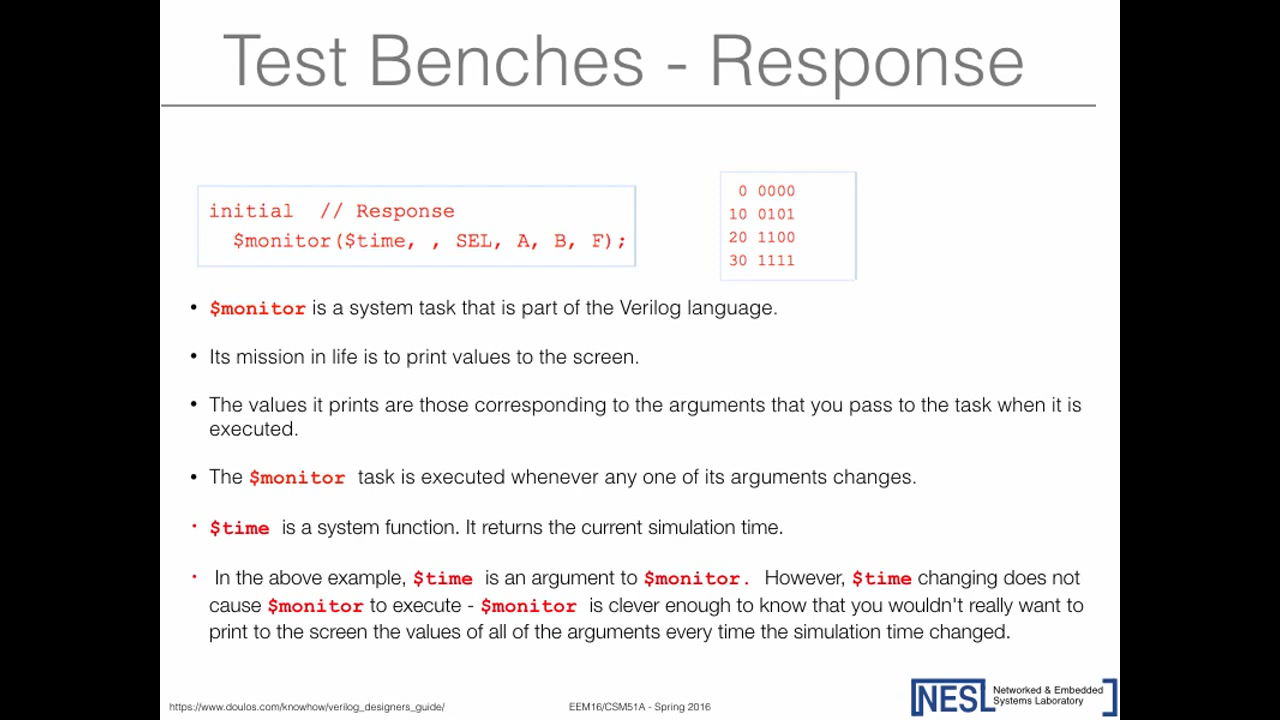 Test Benches - Response
initial // Response
$monitor($time, , SEL, A, B, F);
0 0000
10 0101
20 1100
30 1111
• $monitor is a system task that is part of the Verilog language.
• Its mission in life is to print values to the screen.
• The values it prints are those corresponding to the arguments that you pass to the task when it is
executed.
• The $monitor task is executed whenever any one of its arguments changes.
• $time is a system function. It returns the current simulation time.
• In the above example, $time is an argument to $monitor. However, $time changing does not
cause $monitor to execute - $monitor is clever enough to know that you wouldn't really want to
print to the screen the values of all of the arguments every time the simulation time changed.
https://www.doulos.com/knowhow/verilog_designers_guide/
EEM16/CSM51A - Spring 2016
NESL
Networked & Embedded
Systems Laboratory